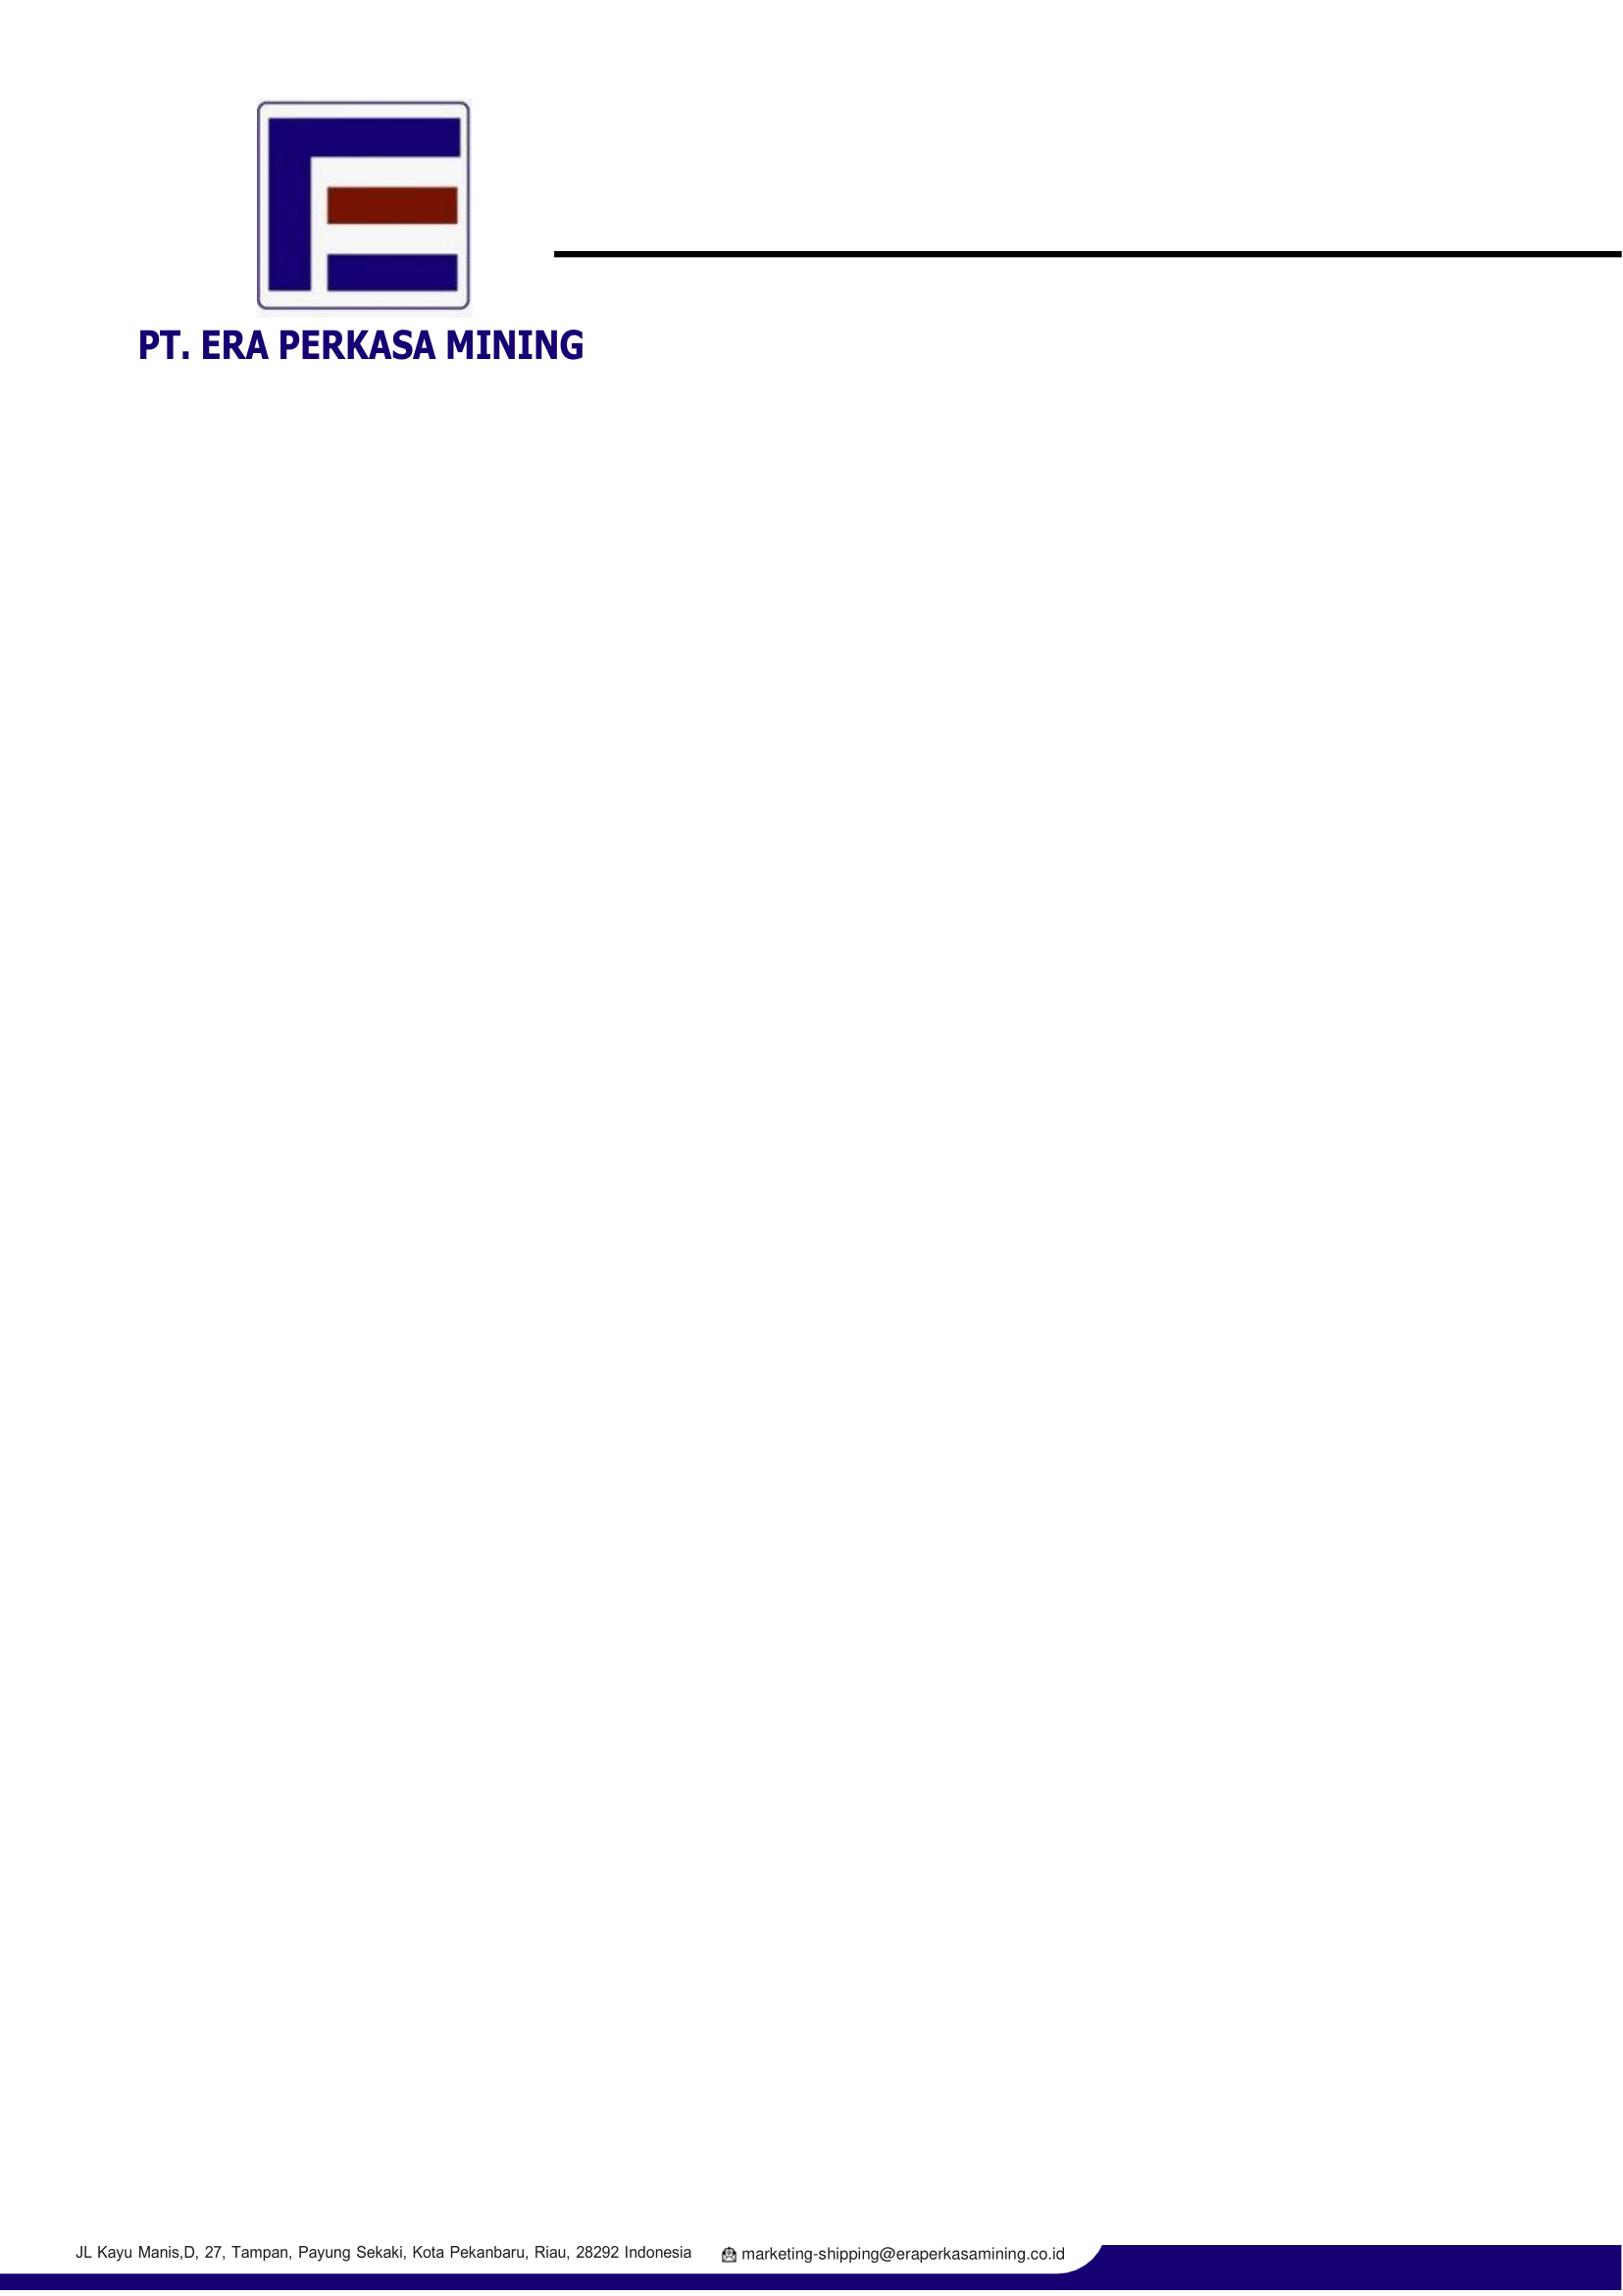 PT. ERA PERKASA MINING
JL Kayu Manis,D, 27, Tampan, Payung Sekaki, Kota Pekanbaru, Riau, 28292 Indonesia marketing-shipping@eraperkasamining.co.id